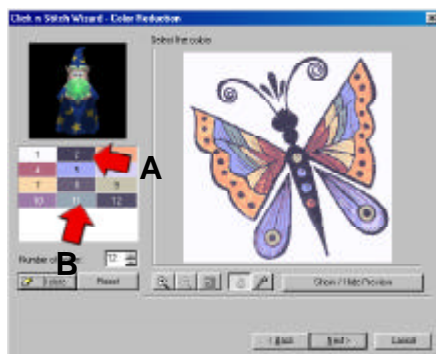 Click n Stitch Wizard - Color Reduction
Select the colors
1 2
4 5
7 8 9
10 11 12
A
B
Number of
12
Reset
Show / Hide Preview
< Back
Next >
Cancel